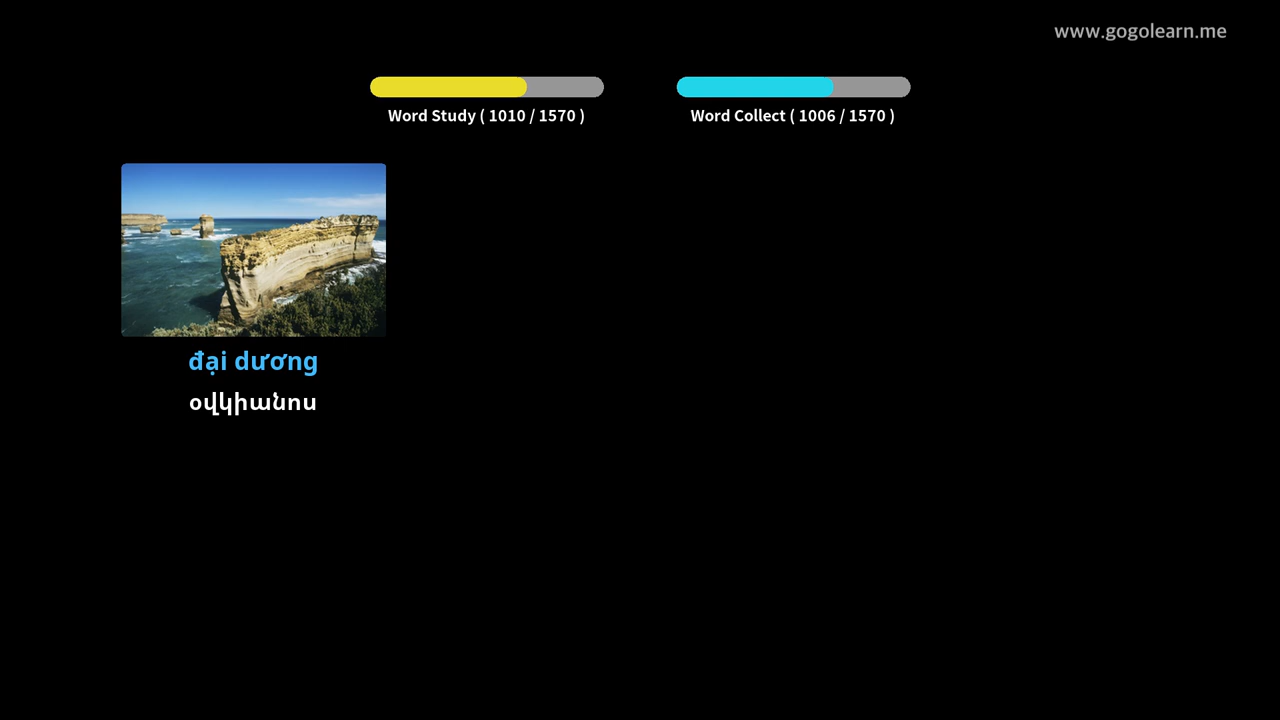 www.gogolearn.me
Word Study ( 1010 / 1570 )
Word Collect ( 1006 / 1570 )
đại dương
օվկիանոս